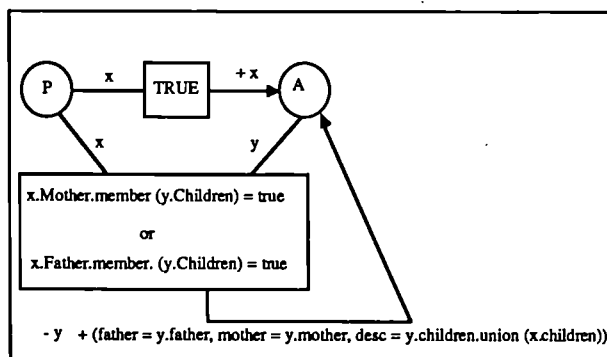 P x TRUE + x A
x y
x.Mother.member (y.Children) = true
or
x.Father.member. (y.Children) = true
- y + (father = y.father, mother = y.mother, desc = y.children.union (x.children))